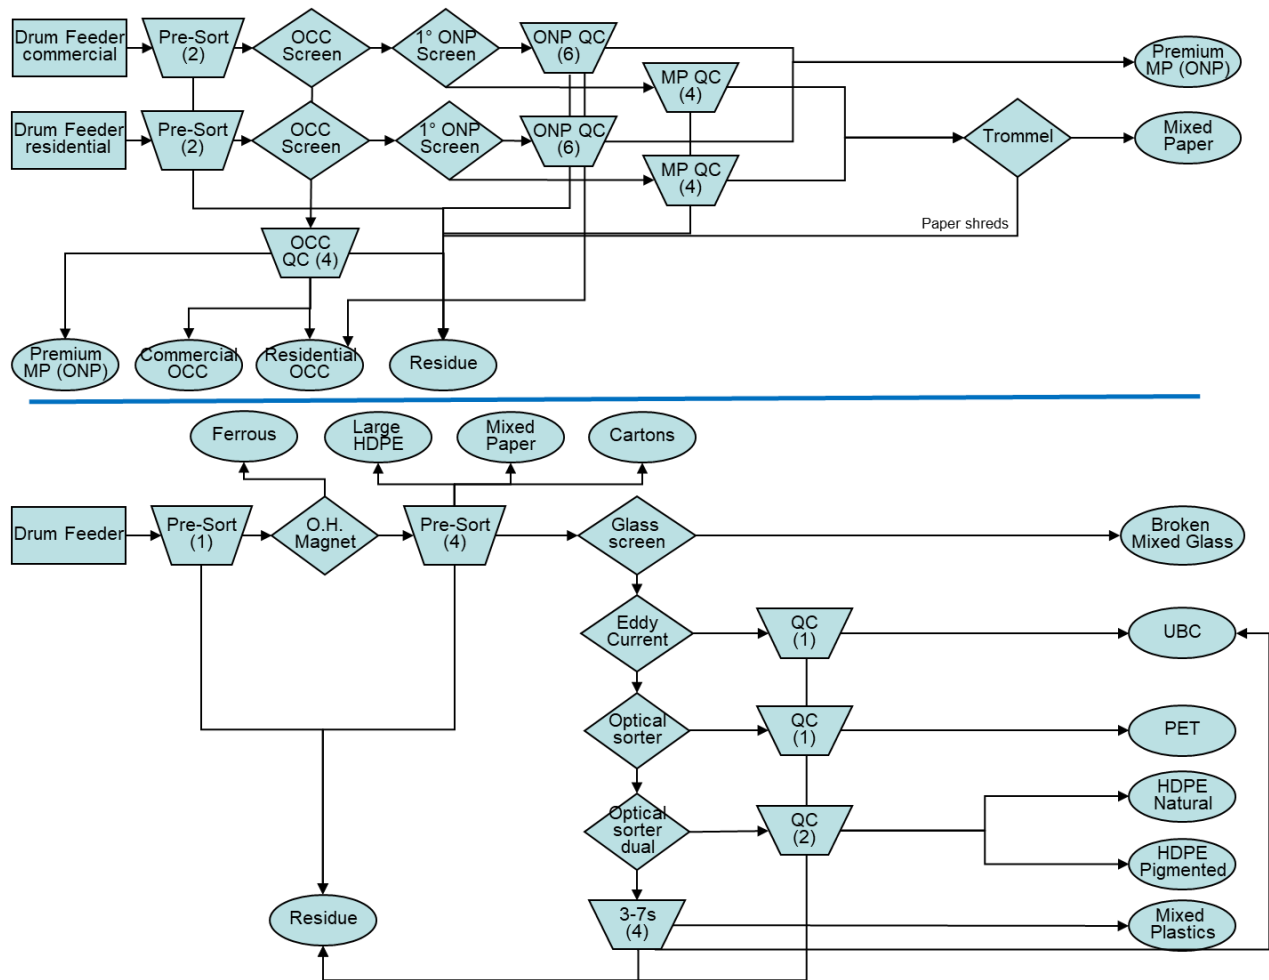 Drum Feeder
commercial
Pre-Sort
(2)
OCC
Screen
1° ONP
Screen
ONP QC
(6)
MP QC
(4)
Premium
MP (ONP)
Drum Feeder
residential
Pre-Sort
(2)
OCC
Screen
1° ONP
Screen
ONP QC
(6)
MP QC
(4)
Trommel
Mixed
Paper
Paper shreds
OCC
QC (4)
Premium
MP (ONP)
Commercial
OCC
Residential
OCC
Residue
Ferrous
Large
HDPE
Mixed
Paper
Cartons
Drum Feeder
Pre-Sort
(1)
O.H.
Magnet
Pre-Sort
(4)
Glass
screen
Broken
Mixed Glass
Eddy
Current
QC
(1)
UBC
Optical
sorter
QC
(1)
PET
Optical
sorter
dual
QC
(2)
HDPE
Natural
HDPE
Pigmented
Residue
3-7s
(4)
Mixed
Plastics